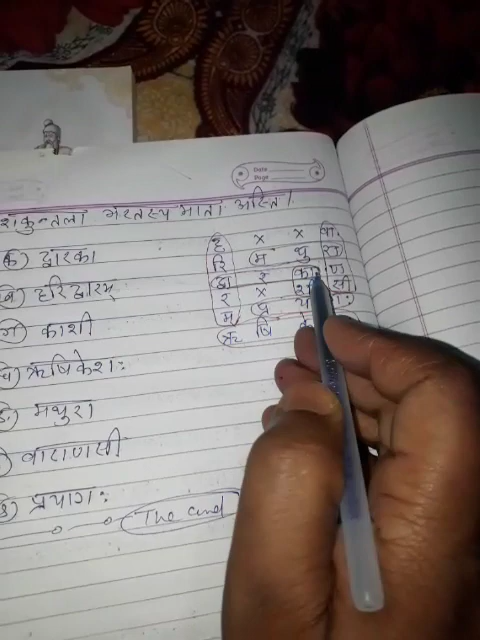 Date
Page
शकुन्तला भरतस्य माता अस्ति।
क) द्वारका
ख) हरिद्वारम्
ग) काशी
घ) ऋषिकेशः
ङ) मथुरा
वाराणसी
प्रयागः
The end
ह × × वा
रि म थु रा
द्वा र का ण
र × शी सी
म् प्र या गः
ऋ षि के